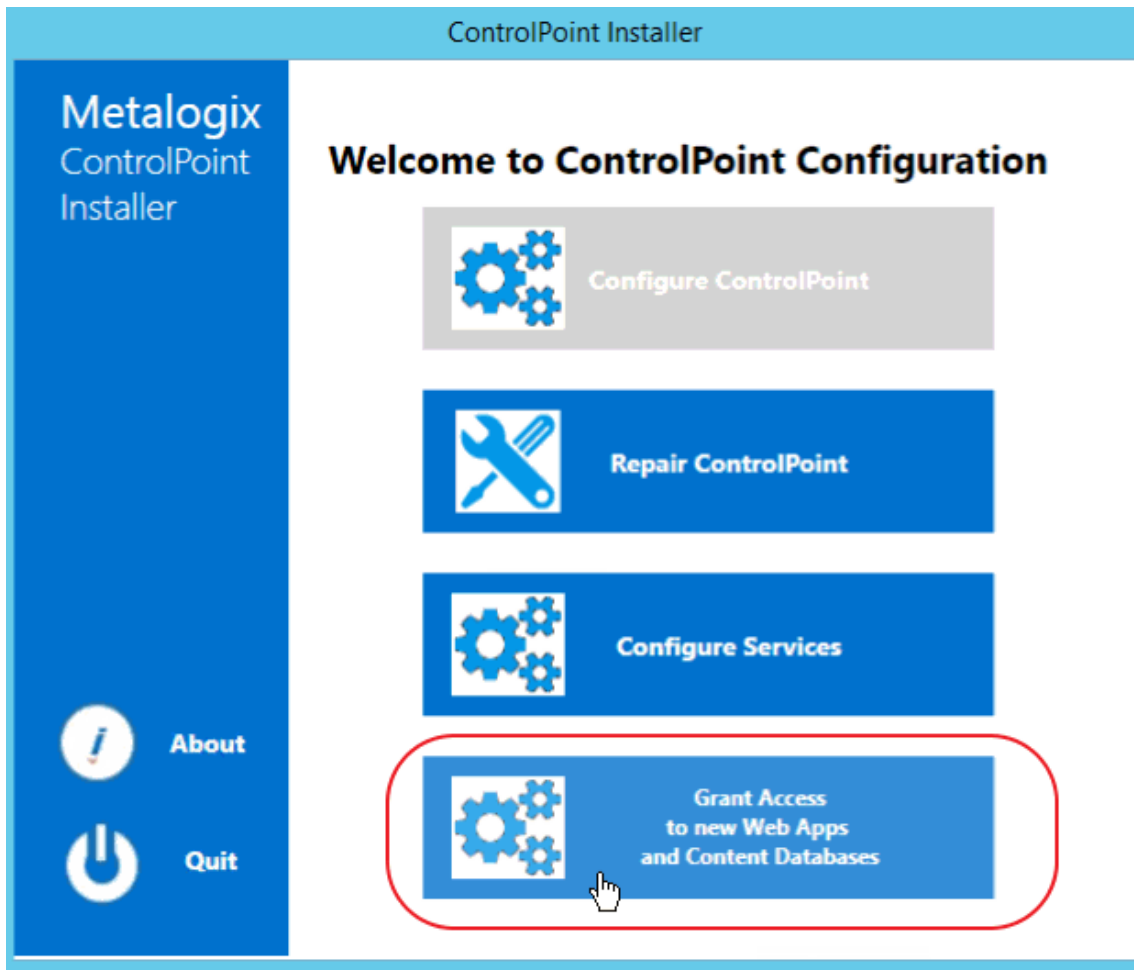 ControlPoint Installer
Metalogix
ControlPoint
Installer
Welcome to ControlPoint Configuration
Configure ControlPoint
Repair ControlPoint
Configure Services
Grant Access
to new Web Apps
and Content Databases
About
Quit